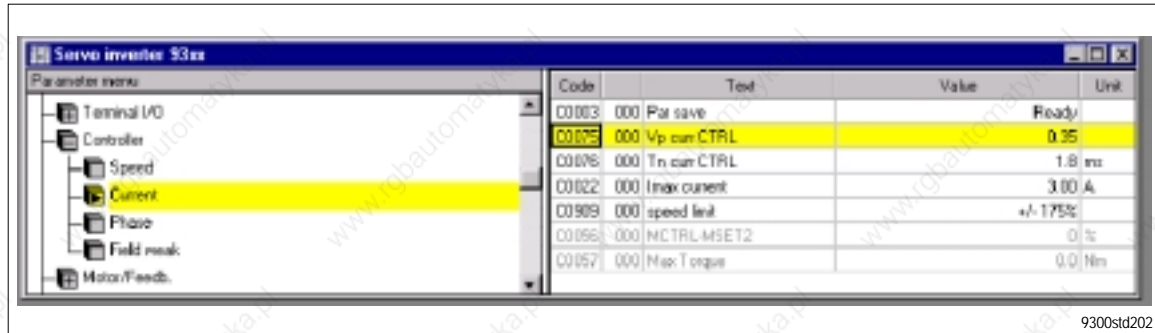 Servo inverter 93xx
Parameter menu
Terminal I/O
Controller
Speed
Current
Phase
Field weak
Motor/Feedb.
Code Text Value Unit
C0003 000 Par save Ready
C0075 000 Vp curr CTRL 0.35
C0076 000 Tn curr CTRL 1.8 ms
C0022 000 Imax current 3.00 A
C0909 000 speed limit +/- 175%
C0056 000 MCTRL-MSET2 0 %
C0057 000 Max Torque 0.0 Nm
9300std202
www.rgbautomatyka.pl